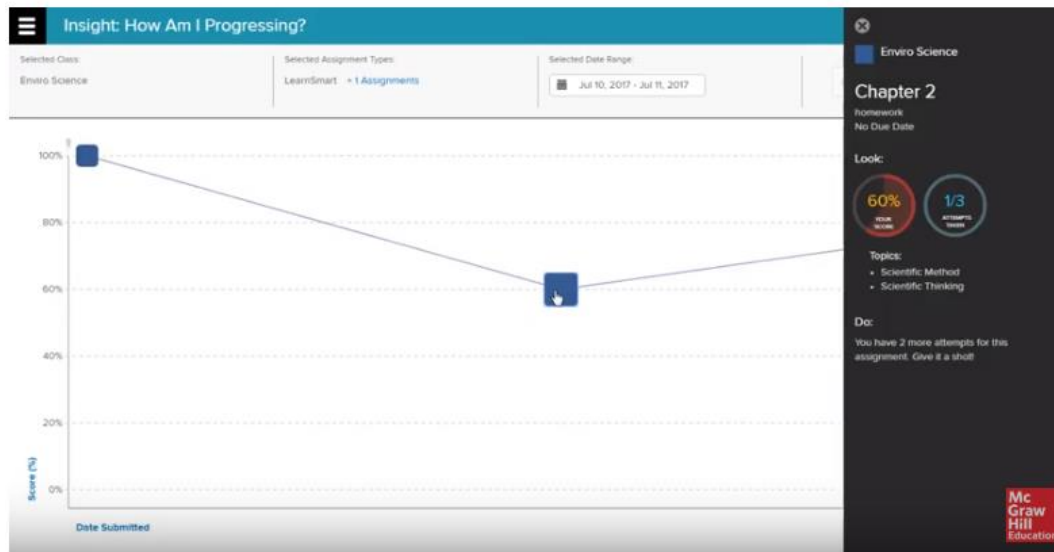 Insight: How Am I Progressing?
Selected Class:
Enviro Science
Selected Assignment Types:
LearnSmart + 1 Assignments
Selected Date Range:
Jul 10, 2017 - Jul 11, 2017
100%
80%
60%
40%
20%
0%
Score (%)
Date Submitted
Enviro Science
Chapter 2
homework
No Due Date
Look:
60%
YOUR
SCORE
1/3
ATTEMPTS
TAKEN
Topics:
• Scientific Method
• Scientific Thinking
Do:
You have 2 more attempts for this
assignment. Give it a shot!
Mc
Graw
Hill
Education